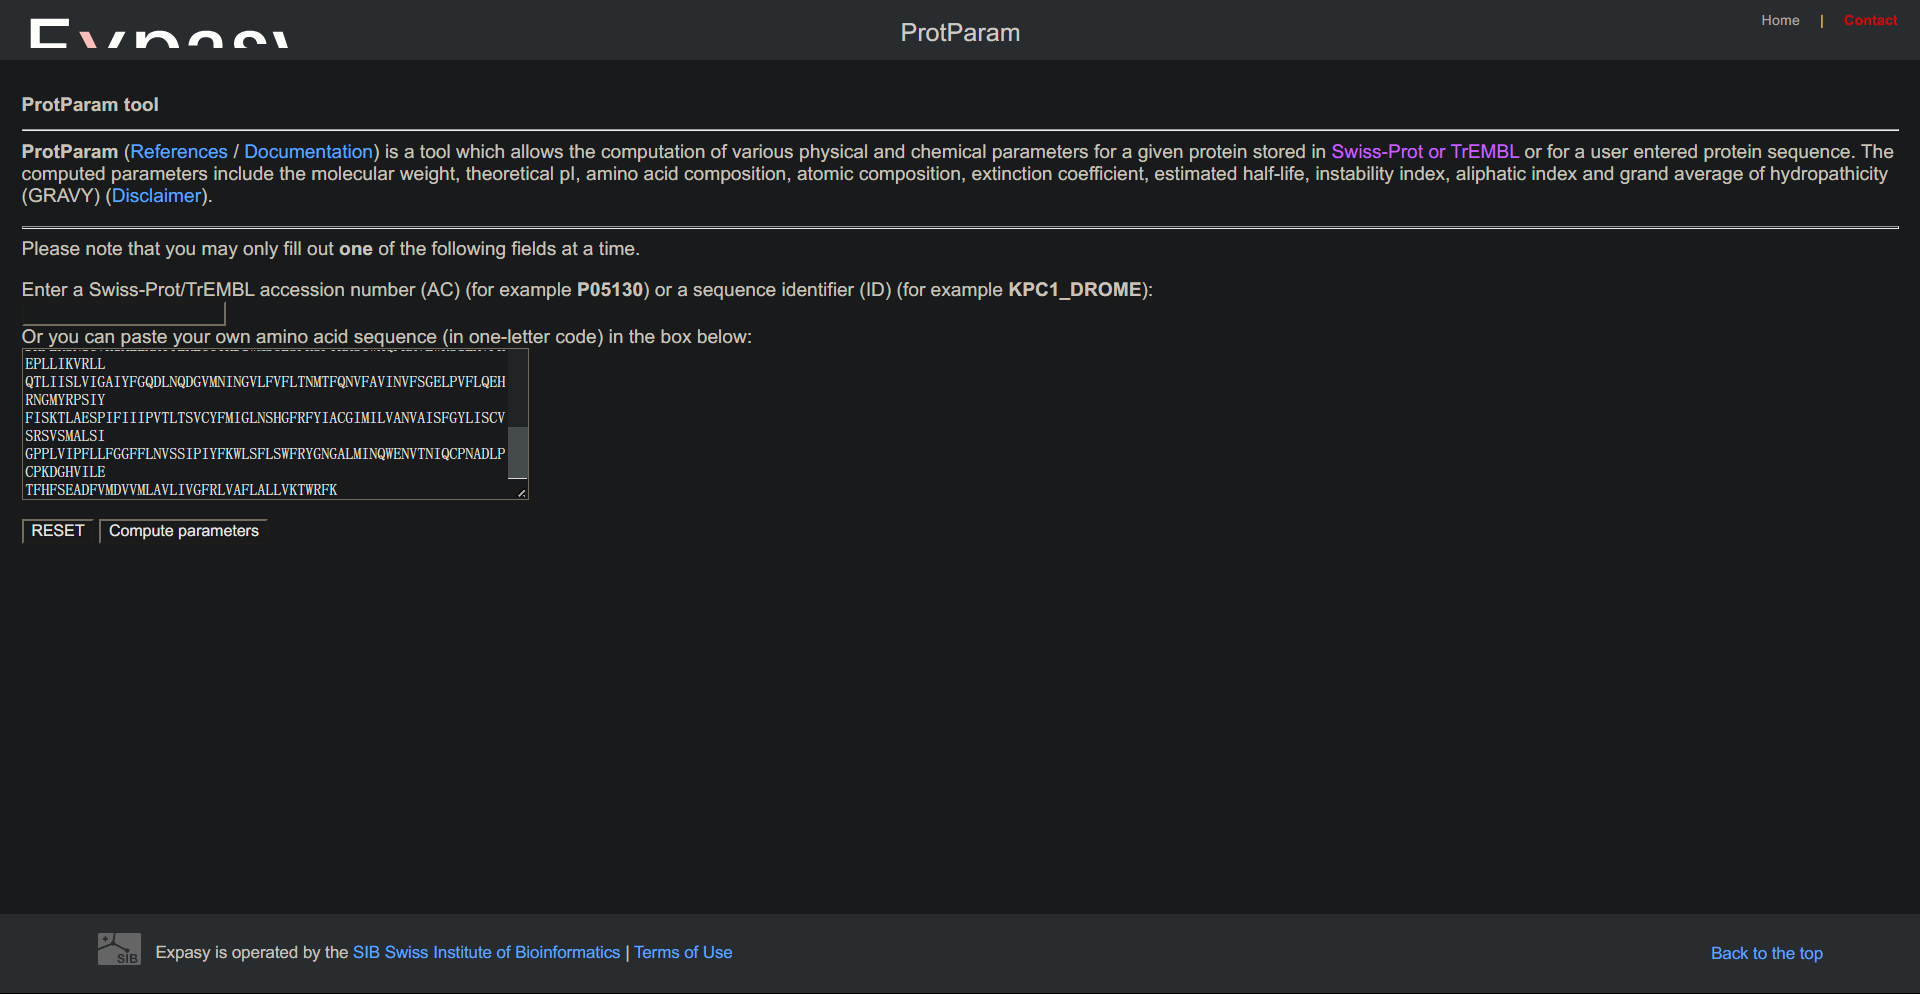 Expasy
ProtParam
Home | Contact
ProtParam tool
ProtParam (References / Documentation) is a tool which allows the computation of various physical and chemical parameters for a given protein stored in Swiss-Prot or TrEMBL or for a user entered protein sequence. The
computed parameters include the molecular weight, theoretical pI, amino acid composition, atomic composition, extinction coefficient, estimated half-life, instability index, aliphatic index and grand average of hydropathicity
(GRAVY) (Disclaimer).
Please note that you may only fill out one of the following fields at a time.
Enter a Swiss-Prot/TrEMBL accession number (AC) (for example P05130) or a sequence identifier (ID) (for example KPC1_DROME):
Or you can paste your own amino acid sequence (in one-letter code) in the box below:
EPLLIKVRLL
QTLIISLVIGAIYFGQDLNQDGVMNINGVLFVFLTNMTFQNVFAVINVFSGELPVFLQEH
RNGMYRPSIY
FISKTLAESPIFIIIPVTLTSVCYFMIGLNSHGFRFYIACGIMILVANVAISFGYLISCV
SRSVSMALSI
GPPLVIPFLLFGGFFLNVSSIPIYFKWLSFLSWFRYGNGALMINQWENVTNIQCPNADLP
CPKDGHVILE
TFHFSEADFVMDVVMLAVLIVGFRLVAFLALLVKTWRFK
RESET Compute parameters
SIB
Expasy is operated by the SIB Swiss Institute of Bioinformatics | Terms of Use
Back to the top